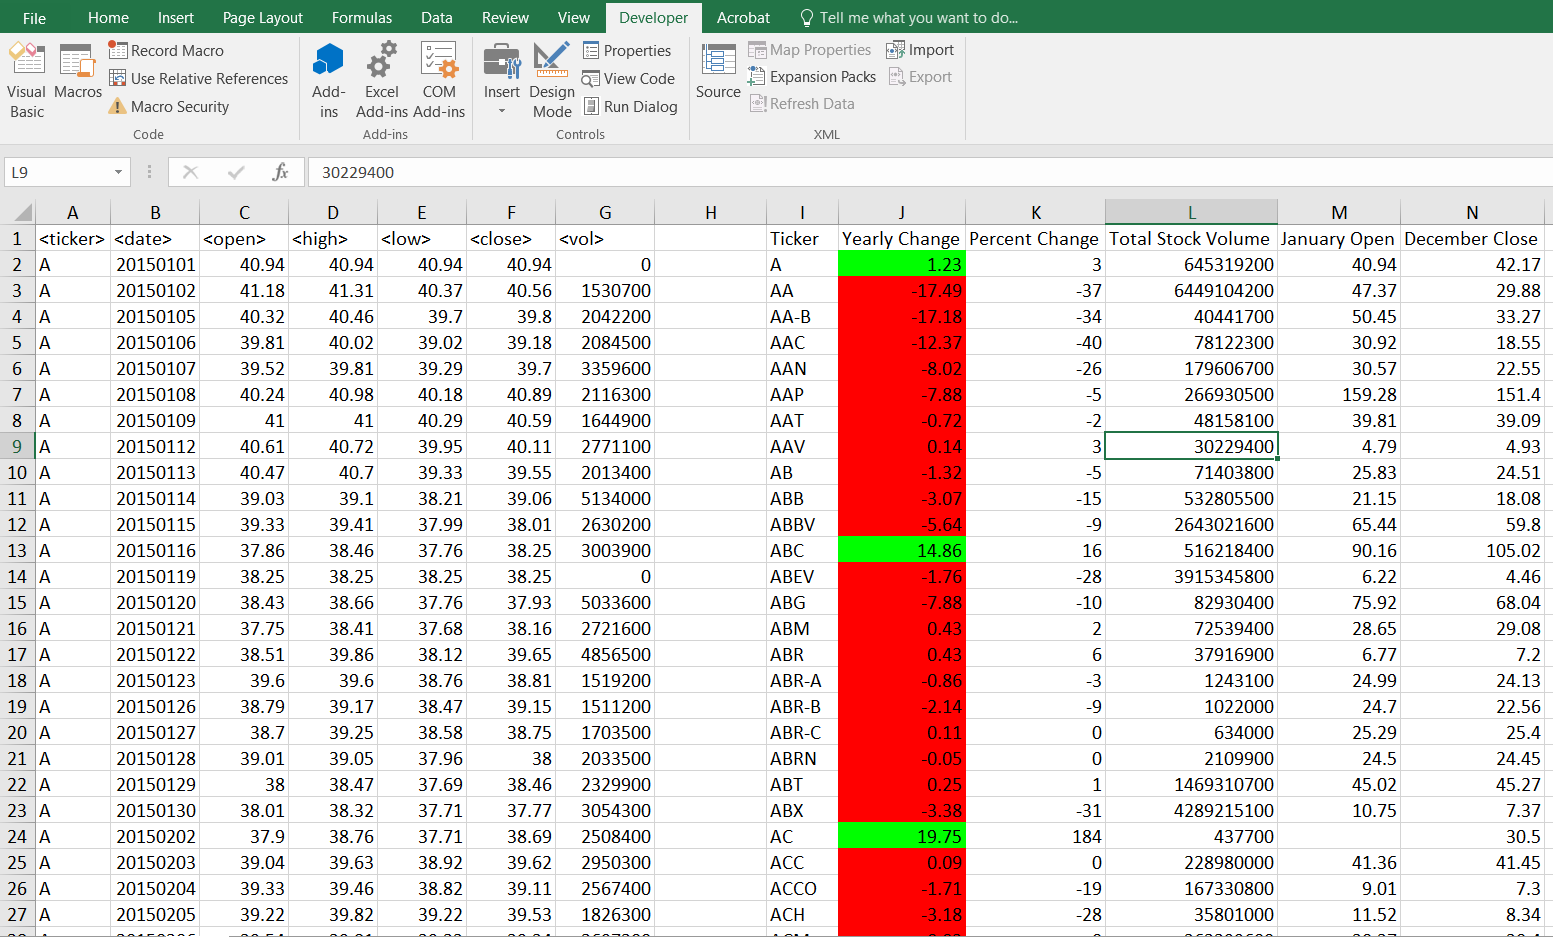 File Home Insert Page Layout Formulas Data Review View Developer Acrobat Tell me what you want to do...
Visual Basic
Macros
Record Macro
Use Relative References
Macro Security
Code
Add-ins
Excel Add-ins
COM Add-ins
Add-ins
Insert
Design Mode
Properties
View Code
Run Dialog
Controls
Source
Map Properties
Expansion Packs
Refresh Data
Import
Export
XML
L9 fx 30229400
A B C D E F G H I J K L M N
1 <ticker> <date> <open> <high> <low> <close> <vol> Ticker Yearly Change Percent Change Total Stock Volume January Open December Close
2 A 20150101 40.94 40.94 40.94 40.94 0 A 1.23 3 645319200 40.94 42.17
3 A 20150102 41.18 41.31 40.37 40.56 1530700 AA -17.49 -37 6449104200 47.37 29.88
4 A 20150105 40.32 40.46 39.7 39.8 2042200 AA-B -17.18 -34 40441700 50.45 33.27
5 A 20150106 39.81 40.02 39.02 39.18 2084500 AAC -12.37 -40 78122300 30.92 18.55
6 A 20150107 39.52 39.81 39.29 39.7 3359600 AAN -8.02 -26 179606700 30.57 22.55
7 A 20150108 40.24 40.98 40.18 40.89 2116300 AAP -7.88 -5 266930500 159.28 151.4
8 A 20150109 41 41 40.29 40.59 1644900 AAT -0.72 -2 48158100 39.81 39.09
9 A 20150112 40.61 40.72 39.95 40.11 2771100 AAV 0.14 3 30229400 4.79 4.93
10 A 20150113 40.47 40.7 39.33 39.55 2013400 AB -1.32 -5 71403800 25.83 24.51
11 A 20150114 39.03 39.1 38.21 39.06 5134000 ABB -3.07 -15 532805500 21.15 18.08
12 A 20150115 39.33 39.41 37.99 38.01 2630200 ABBV -5.64 -9 2643021600 65.44 59.8
13 A 20150116 37.86 38.46 37.76 38.25 3003900 ABC 14.86 16 516218400 90.16 105.02
14 A 20150119 38.25 38.25 38.25 38.25 0 ABEV -1.76 -28 3915345800 6.22 4.46
15 A 20150120 38.43 38.66 37.76 37.93 5033600 ABG -7.88 -10 82930400 75.92 68.04
16 A 20150121 37.75 38.41 37.68 38.16 2721600 ABM 0.43 2 72539400 28.65 29.08
17 A 20150122 38.51 39.86 38.12 39.65 4856500 ABR 0.43 6 37916900 6.77 7.2
18 A 20150123 39.6 39.6 38.76 38.81 1519200 ABR-A -0.86 -3 1243100 24.99 24.13
19 A 20150126 38.79 39.17 38.47 39.15 1511200 ABR-B -2.14 -9 1022000 24.7 22.56
20 A 20150127 38.7 39.25 38.58 38.75 1703500 ABR-C 0.11 0 634000 25.29 25.4
21 A 20150128 39.01 39.05 37.96 38 2033500 ABRN -0.05 0 2109900 24.5 24.45
22 A 20150129 38 38.47 37.69 38.46 2329900 ABT 0.25 1 1469310700 45.02 45.27
23 A 20150130 38.01 38.32 37.71 37.77 3054300 ABX -3.38 -31 4289215100 10.75 7.37
24 A 20150202 37.9 38.76 37.71 38.69 2508400 AC 19.75 184 437700 30.5
25 A 20150203 39.04 39.63 38.92 39.62 2950300 ACC 0.09 0 228980000 41.36 41.45
26 A 20150204 39.33 39.46 38.82 39.11 2567400 ACCO -1.71 -19 167330800 9.01 7.3
27 A 20150205 39.22 39.82 39.22 39.53 1826300 ACH -3.18 -28 35801000 11.52 8.34